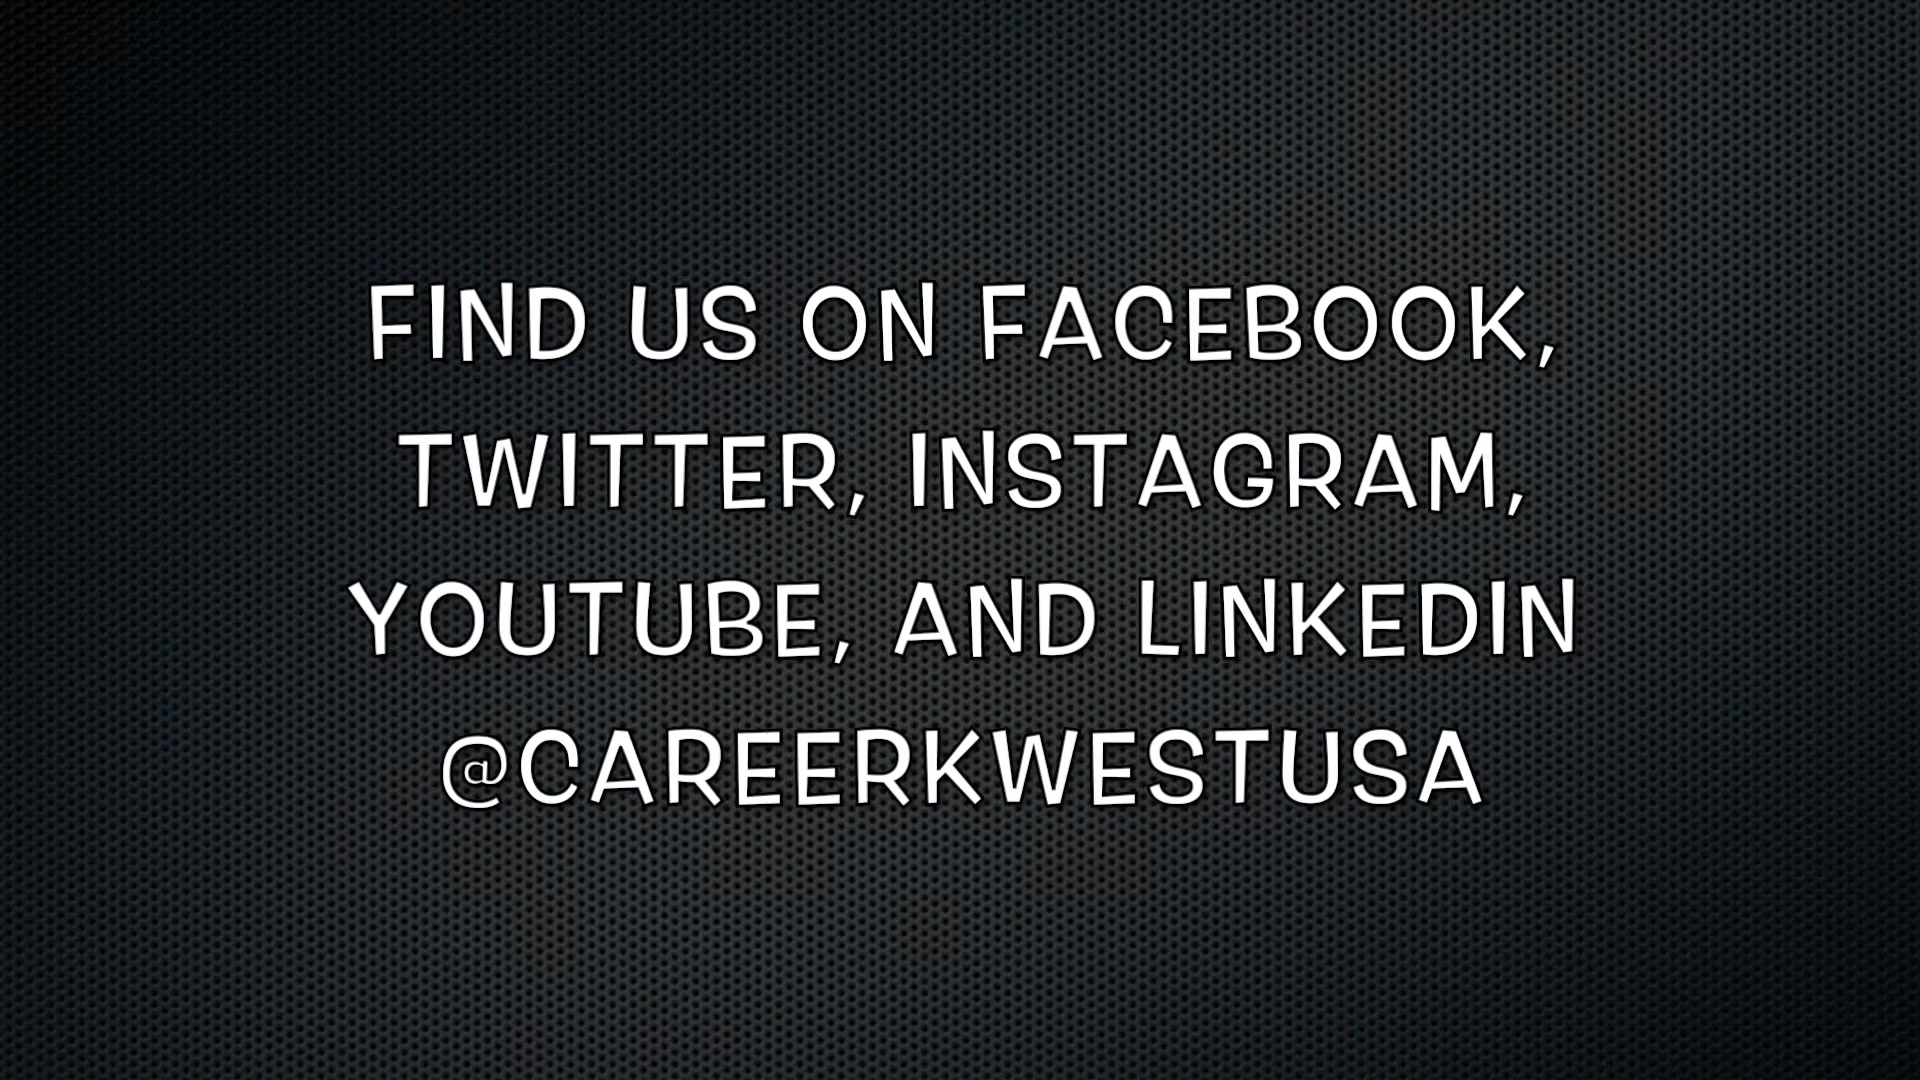 FIND US ON FACEBOOK,
TWITTER, INSTAGRAM,
YOUTUBE, AND LINKEDIN
@CAREERKWESTUSA